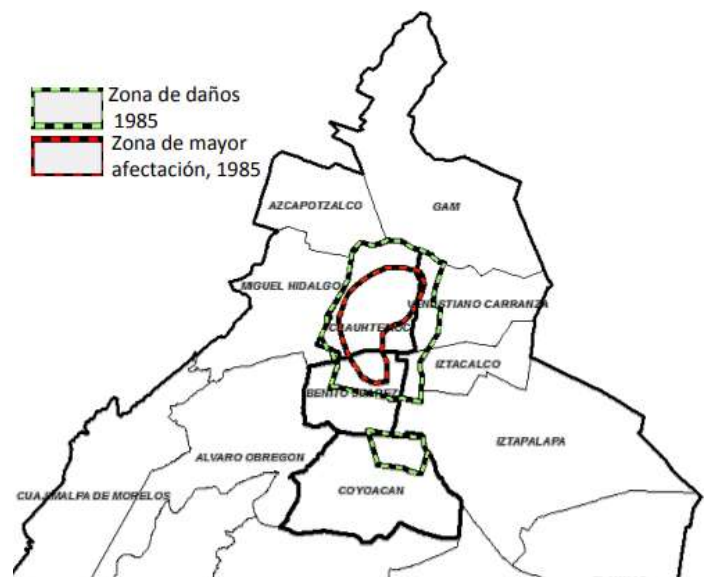 Zona de daños
1985
Zona de mayor
afectación, 1985
AZCAPOTZALCO
GAM
MIGUEL HIDALGO
VENUSTIANO CARRANZA
CUAUHTEMOC
IZTACALCO
BENITO JUAREZ
IZTAPALAPA
ALVARO OBREGON
COYOACAN
CUAJIMALPA DE MORELOS